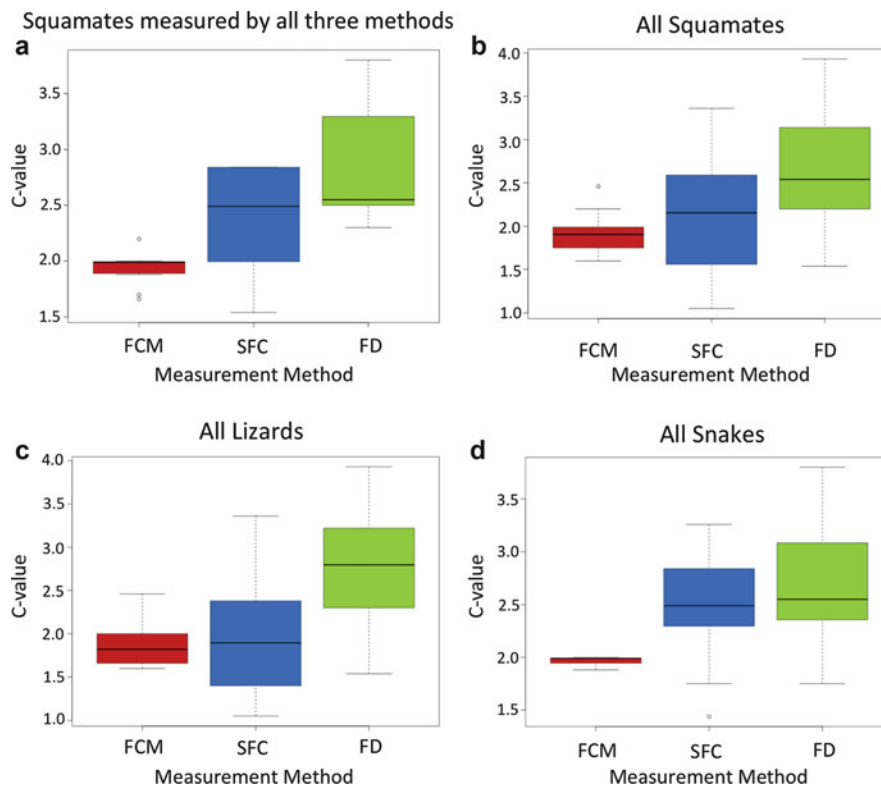 Squamates measured by all three methods
a
C-value
3.5
3.0
2.5
2.0
1.5
FCM SFC FD
Measurement Method
All Squamates
b
C-value
4.0
3.5
3.0
2.5
2.0
1.5
1.0
FCM SFC FD
Measurement Method
All Lizards
c
C-value
4.0
3.5
3.0
2.5
2.0
1.5
1.0
FCM SFC FD
Measurement Method
All Snakes
d
C-value
3.5
3.0
2.5
2.0
1.5
FCM SFC FD
Measurement Method